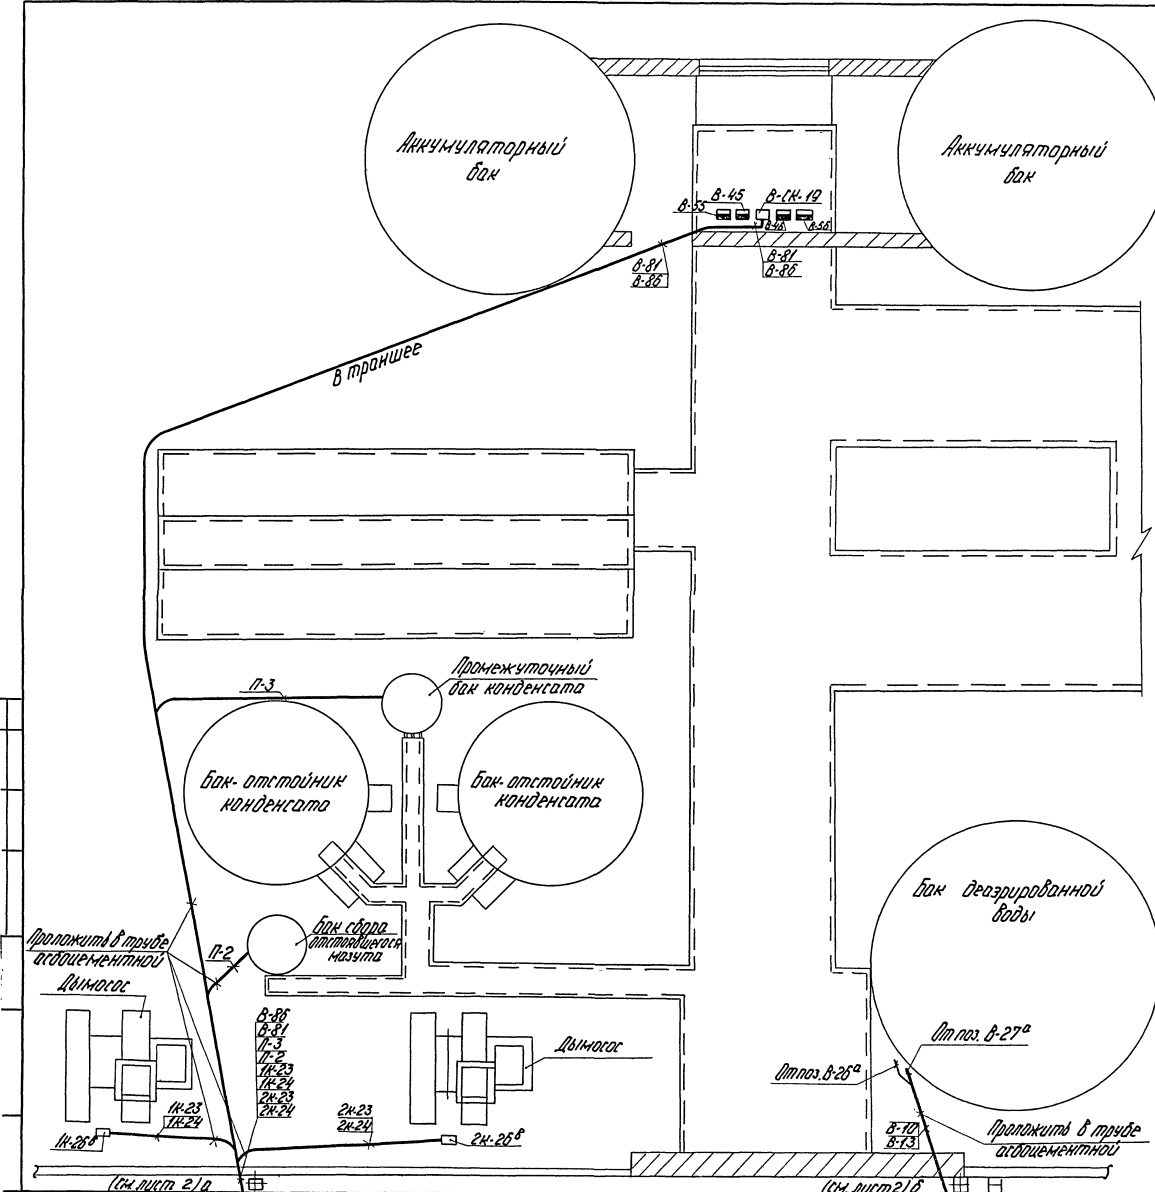 Аккумуляторный
бак
Аккумуляторный
бак
В-55
В-45
В-СК-19
В-46
В-56
В-81
В-86
В-81
В-86
В траншее
П-3
Промежуточный
бак конденсата
Бак-отстойник
конденсата
Бак-отстойник
конденсата
Бак деаэрированной
воды
Проложить в трубе
асбоцементной
П-2
Бак сбора
отстоявшегося
мазута
Дымосос
В-86
В-81
П-3
П-2
1К-23
1К-24
2К-23
2К-24
Дымосос
От поз. В-27а
От поз. В-26а
1К-23
1К-24
1К-26в
2К-23
2К-24
2К-26в
В-10
В-13
Проложить в трубе
асбоцементной
(см. лист 2) а
(см. лист 2) б